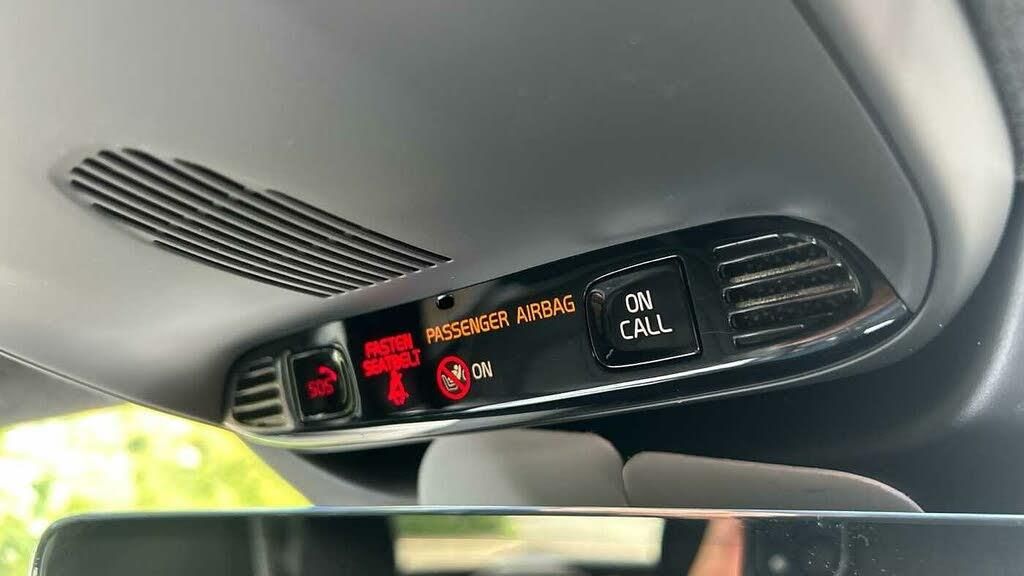 SOS
FASTEN
SEATBELT
PASSENGER AIRBAG
ON
ON
CALL